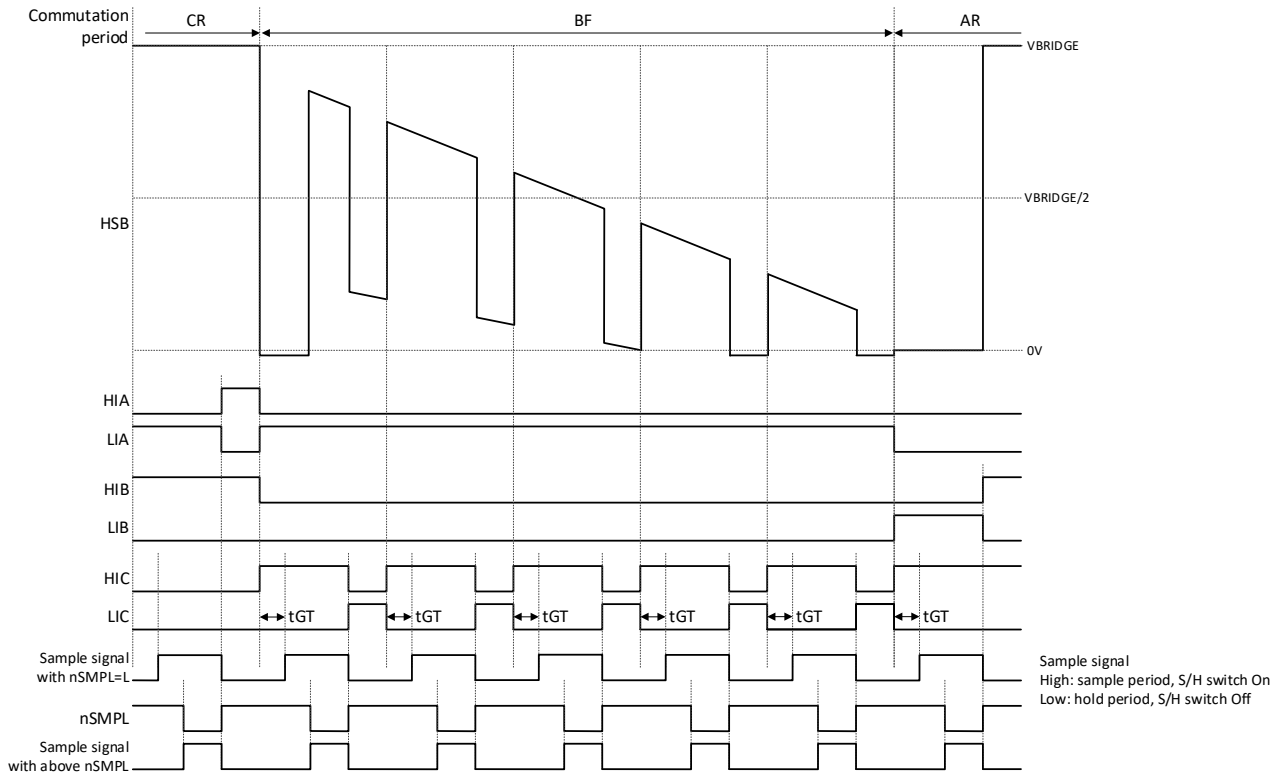 Commutation
period
CR
BF
AR
VBRIDGE
HSB
VBRIDGE/2
0V
HIA
LIA
HIB
LIB
HIC
LIC
tGT
tGT
tGT
tGT
tGT
tGT
Sample signal
with nSMPL=L
Sample signal
High: sample period, S/H switch On
Low: hold period, S/H switch Off
nSMPL
Sample signal
with above nSMPL